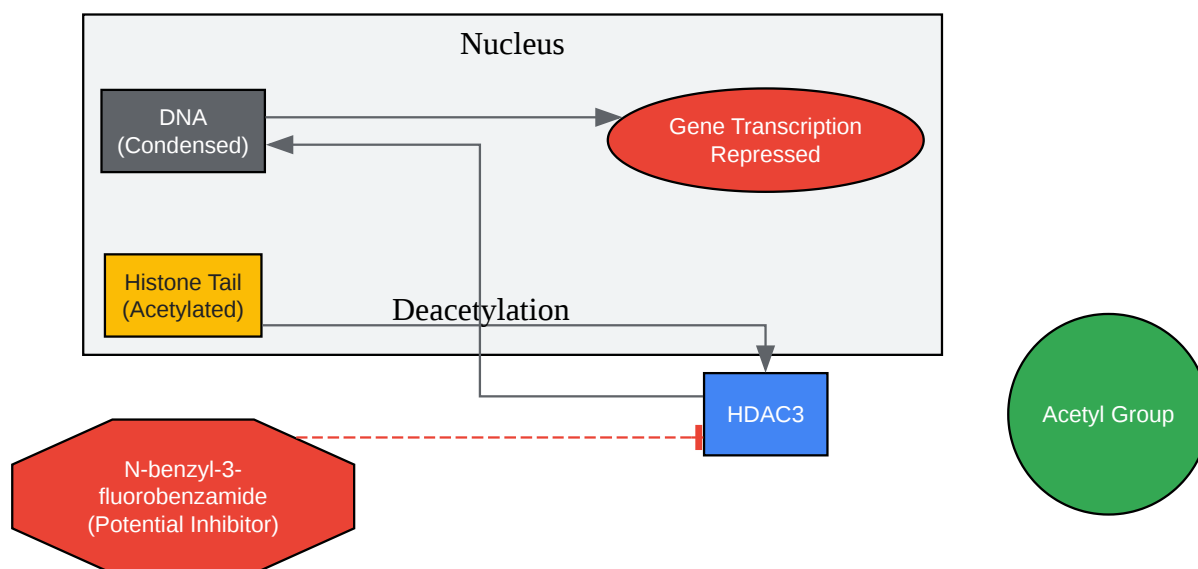 Nucleus
DNA
(Condensed)
Gene Transcription
Repressed
Histone Tail
(Acetylated)
Deacetylation
HDAC3
Acetyl Group
N-benzyl-3-
fluorobenzamide
(Potential Inhibitor)